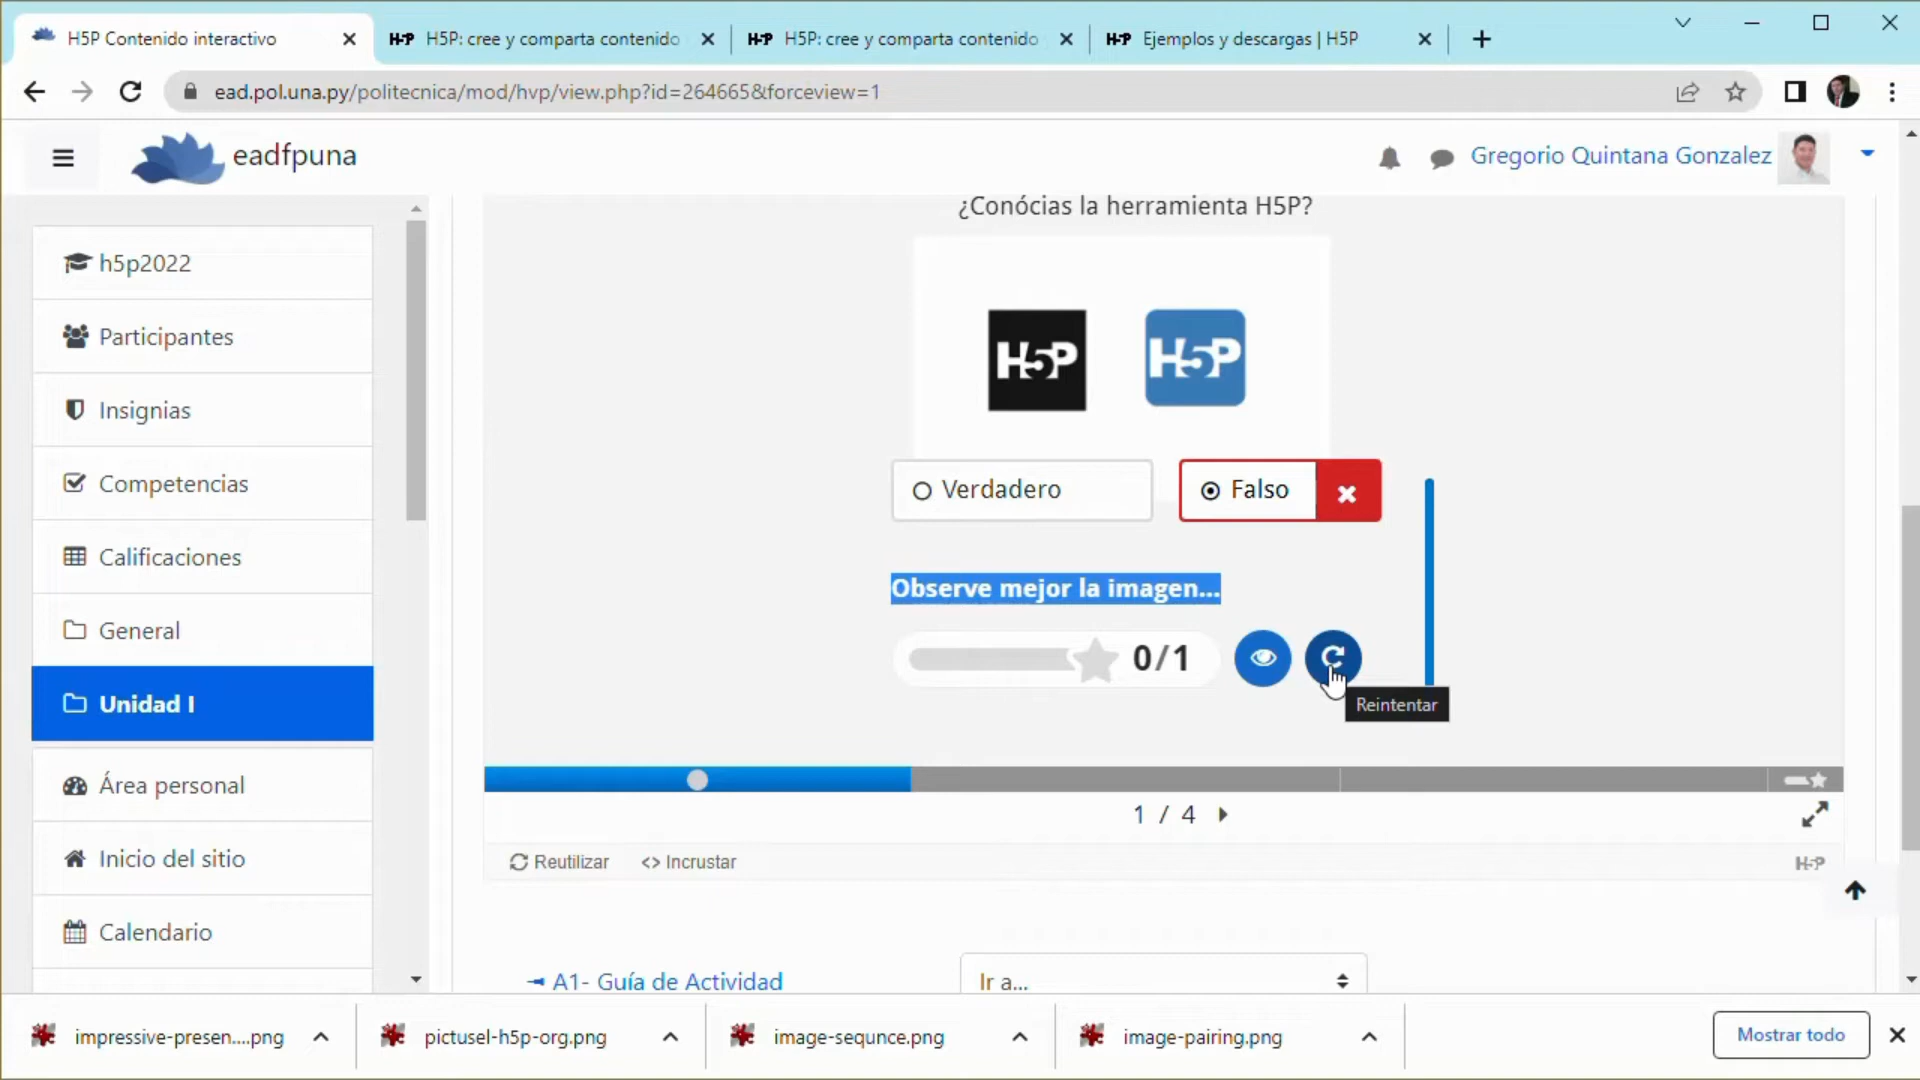 H5P Contenido interactivo
H5P: cree y comparta contenido
H5P: cree y comparta contenido
Ejemplos y descargas | H5P
ead.pol.una.py/politecnica/mod/hvp/view.php?id=264665&forceview=1
eadfpuna
Gregorio Quintana Gonzalez
h5p2022
Participantes
Insignias
Competencias
Calificaciones
General
Unidad I
Área personal
Inicio del sitio
Calendario
¿Conócias la herramienta H5P?
H5P
H5P
Verdadero
Falso
Observe mejor la imagen...
0/1
Reintentar
1 / 4
Reutilizar
<> Incrustar
H5P
A1- Guía de Actividad
Ir a...
impressive-presen....png
pictusel-h5p-org.png
image-sequnce.png
image-pairing.png
Mostrar todo